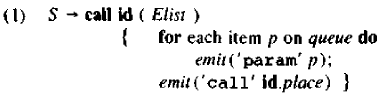 (1) S → call id ( Elist )
{ for each item p on queue do
emit('param' p);
emit('call' id.place) }